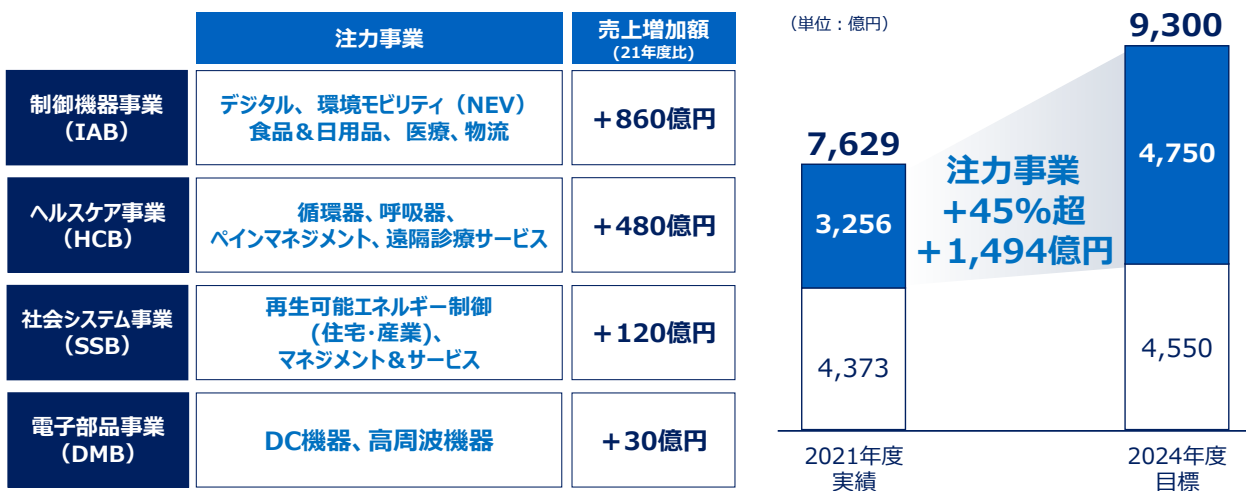 注力事業
売上増加額
(21年度比)
制御機器事業
(IAB)
デジタル、環境モビリティ(NEV)
食品&日用品、医療、物流
+860億円
ヘルスケア事業
(HCB)
循環器、呼吸器、
ペインマネジメント、遠隔診療サービス
+480億円
社会システム事業
(SSB)
再生可能エネルギー制御
(住宅・産業)、
マネジメント&サービス
+120億円
電子部品事業
(DMB)
DC機器、高周波機器
+30億円
(単位:億円)
9,300
7,629
4,750
注力事業
+45%超
+1,494億円
3,256
4,550
4,373
2021年度
実績
2024年度
目標